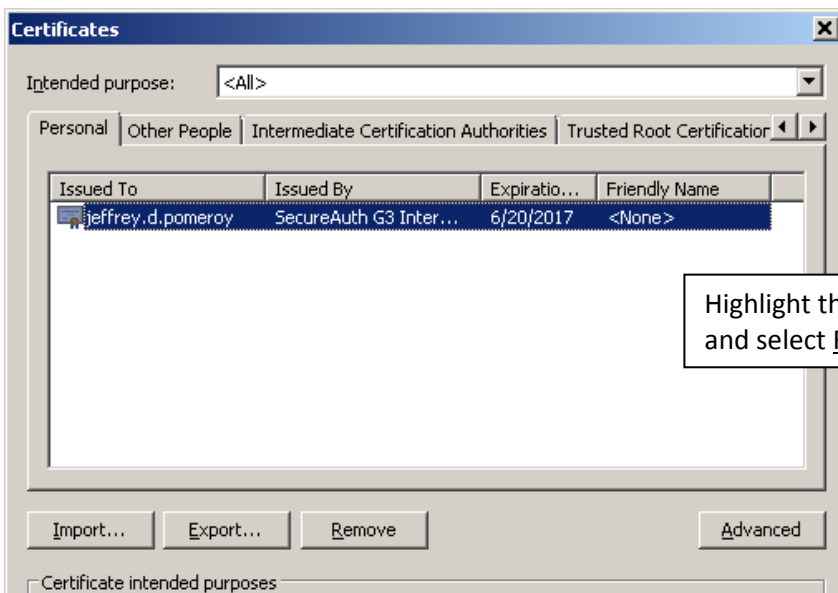 Certificates
Intended purpose: <All>
Personal Other People Intermediate Certification Authorities Trusted Root Certification
Issued To Issued By Expiratio... Friendly Name
jeffrey.d.pomeroy SecureAuth G3 Inter... 6/20/2017 <None>
Highlight
and select
Import... Export... Remove Advanced
Certificate intended purposes